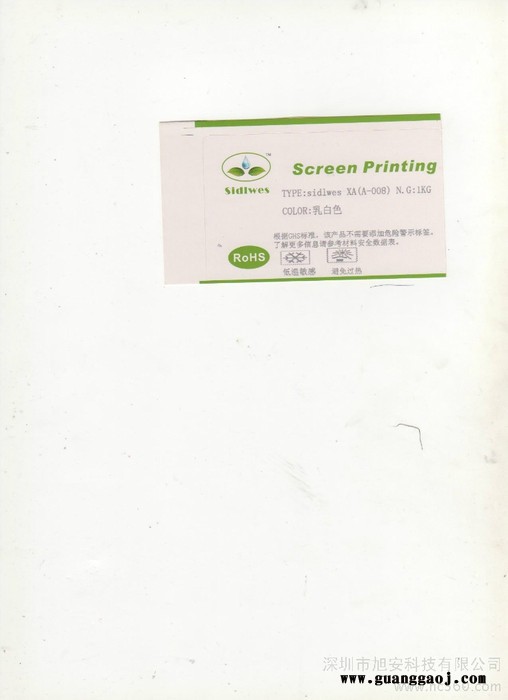 Sidiwes
TM
Screen Printing
TYPE:sidiwes XA(A-008) N.G:1KG
COLOR:乳白色
根据GHS标准，该产品不需要添加危险警示标签。
了解更多信息请参考材料安全数据表。
RoHS
低温敏感 避免过热
深圳市旭安科技有限公司
www.guanggaoj.com